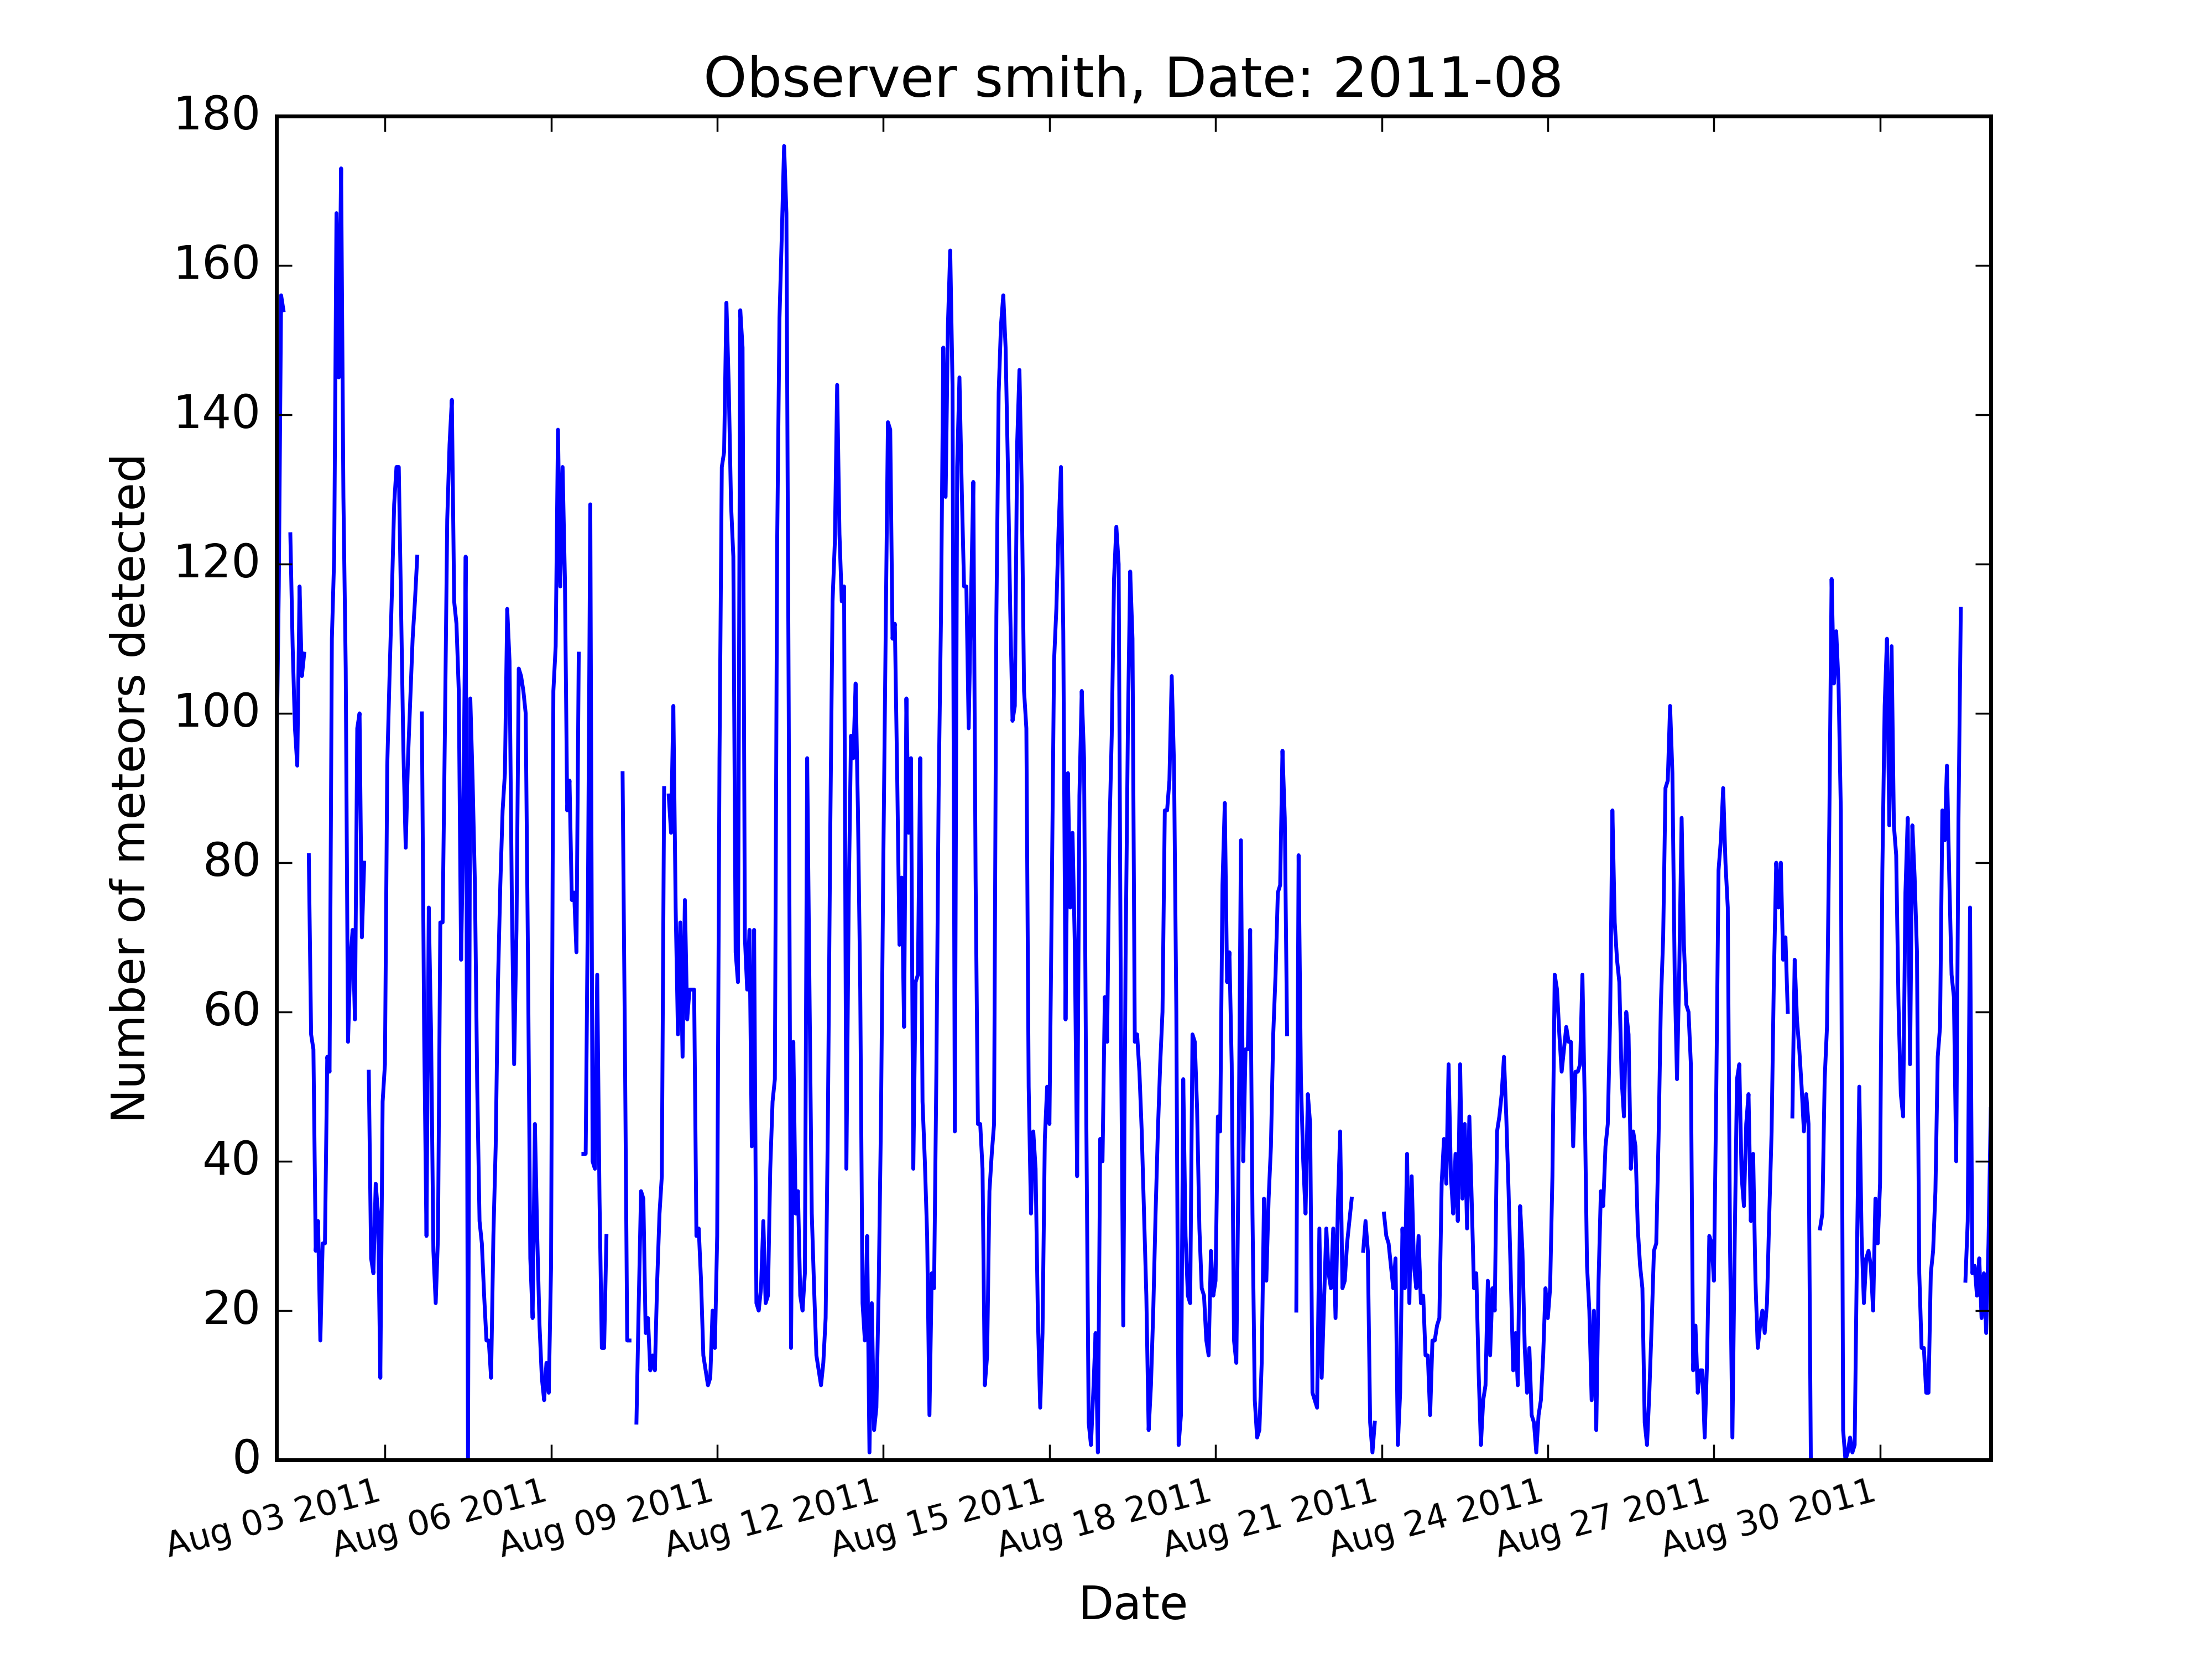 Observer smith, Date: 2011-08
Number of meteors detected
180
160
140
120
100
80
60
40
20
0
Aug 03 2011
Aug 06 2011
Aug 09 2011
Aug 12 2011
Aug 15 2011
Aug 18 2011
Aug 21 2011
Aug 24 2011
Aug 27 2011
Aug 30 2011
Date